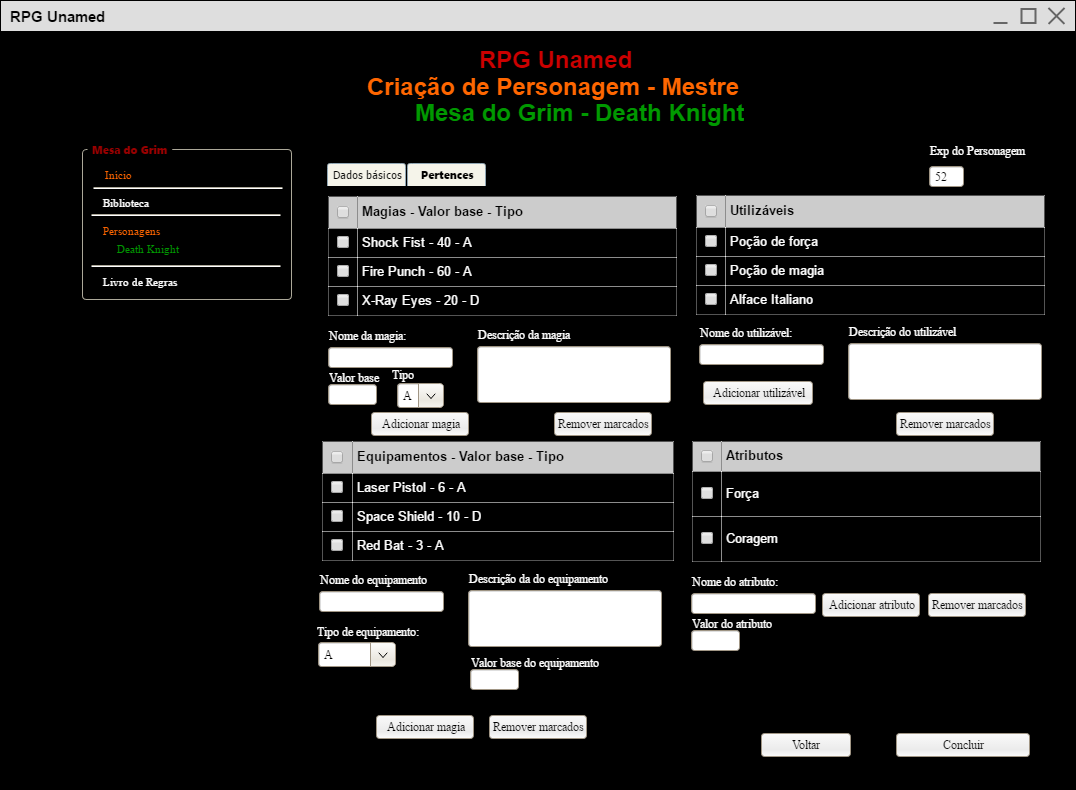 RPG Unamed
RPG Unamed
Criação de Personagem - Mestre
Mesa do Grim - Death Knight
Mesa do Grim
Início
Biblioteca
Personagens
Death Knight
Livro de Regras
Exp do Personagem
52
Dados básicos
Pertences
Magias - Valor base - Tipo
Shock Fist - 40 - A
Fire Punch - 60 - A
X-Ray Eyes - 20 - D
Utilizáveis
Poção de força
Poção de magia
Alface Italiano
Nome da magia:
Descrição da magia
Valor base
Tipo
A
Adicionar magia
Remover marcados
Nome do utilizável:
Descrição do utilizável
Adicionar utilizável
Remover marcados
Equipamentos - Valor base - Tipo
Laser Pistol - 6 - A
Space Shield - 10 - D
Red Bat - 3 - A
Atributos
Força
Coragem
Nome do equipamento
Descrição da do equipamento
Tipo de equipamento:
A
Valor base do equipamento
Adicionar magia
Remover marcados
Nome do atributo:
Adicionar atributo
Remover marcados
Valor do atributo
Voltar
Concluir